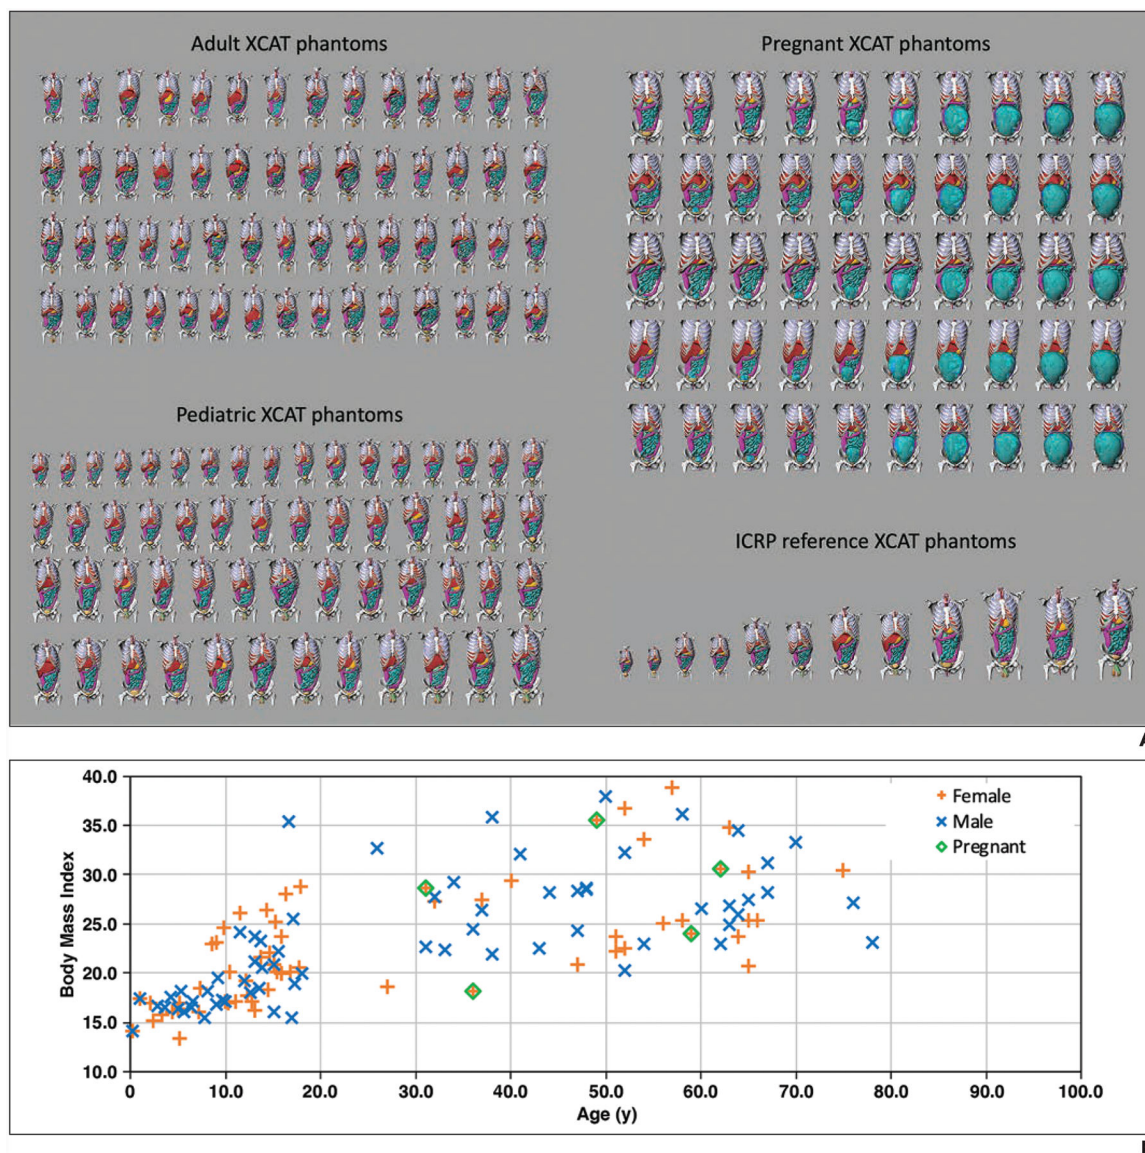 Adult XCAT phantoms
Pregnant XCAT phantoms
Pediatric XCAT phantoms
ICRP reference XCAT phantoms
40.0
35.0
30.0
25.0
20.0
15.0
10.0
Body Mass Index
Female
Male
Pregnant
0 10.0 20.0 30.0 40.0 50.0 60.0 70.0 80.0 90.0 100.0
Age (y)